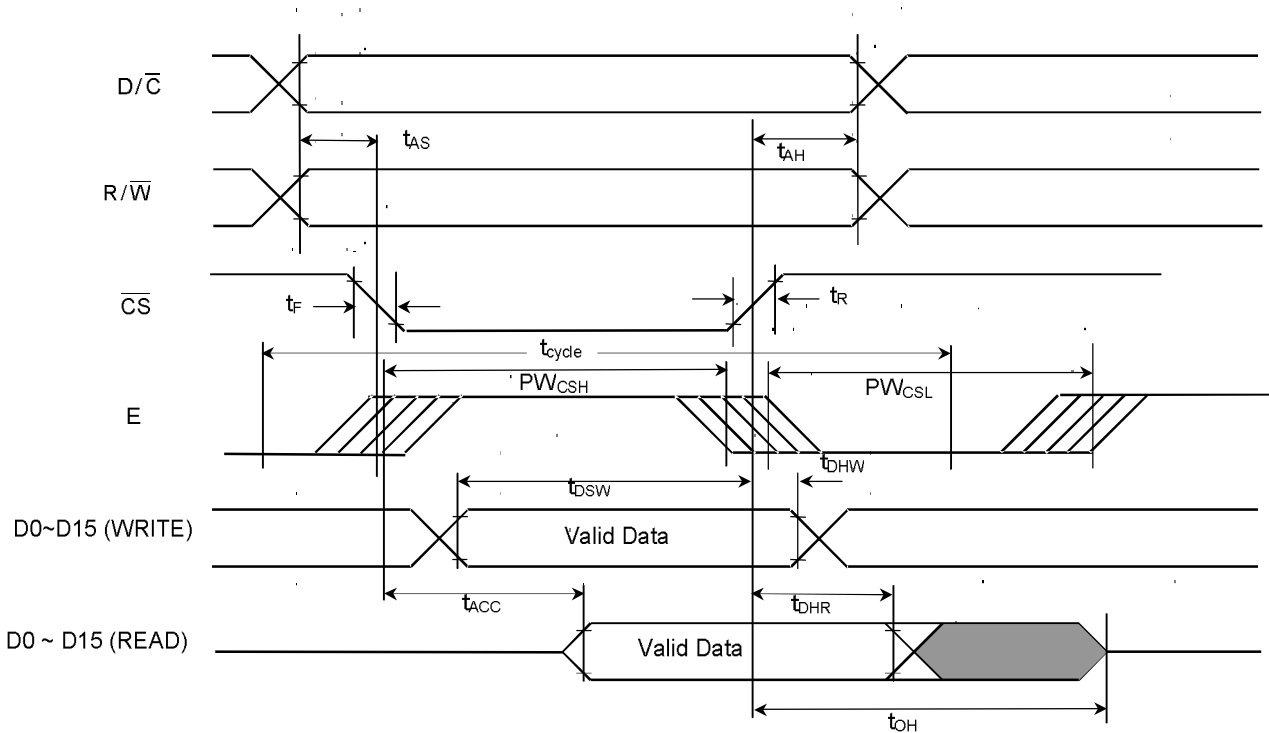 D/C̅
t_AS
t_AH
R/W̅
C̅S̅
t_F
t_R
t_cycle
PW_CSH
PW_CSL
E
t_DHW
t_DSW
D0~D15 (WRITE)
Valid Data
t_ACC
t_DHR
D0 ~ D15 (READ)
Valid Data
t_OH